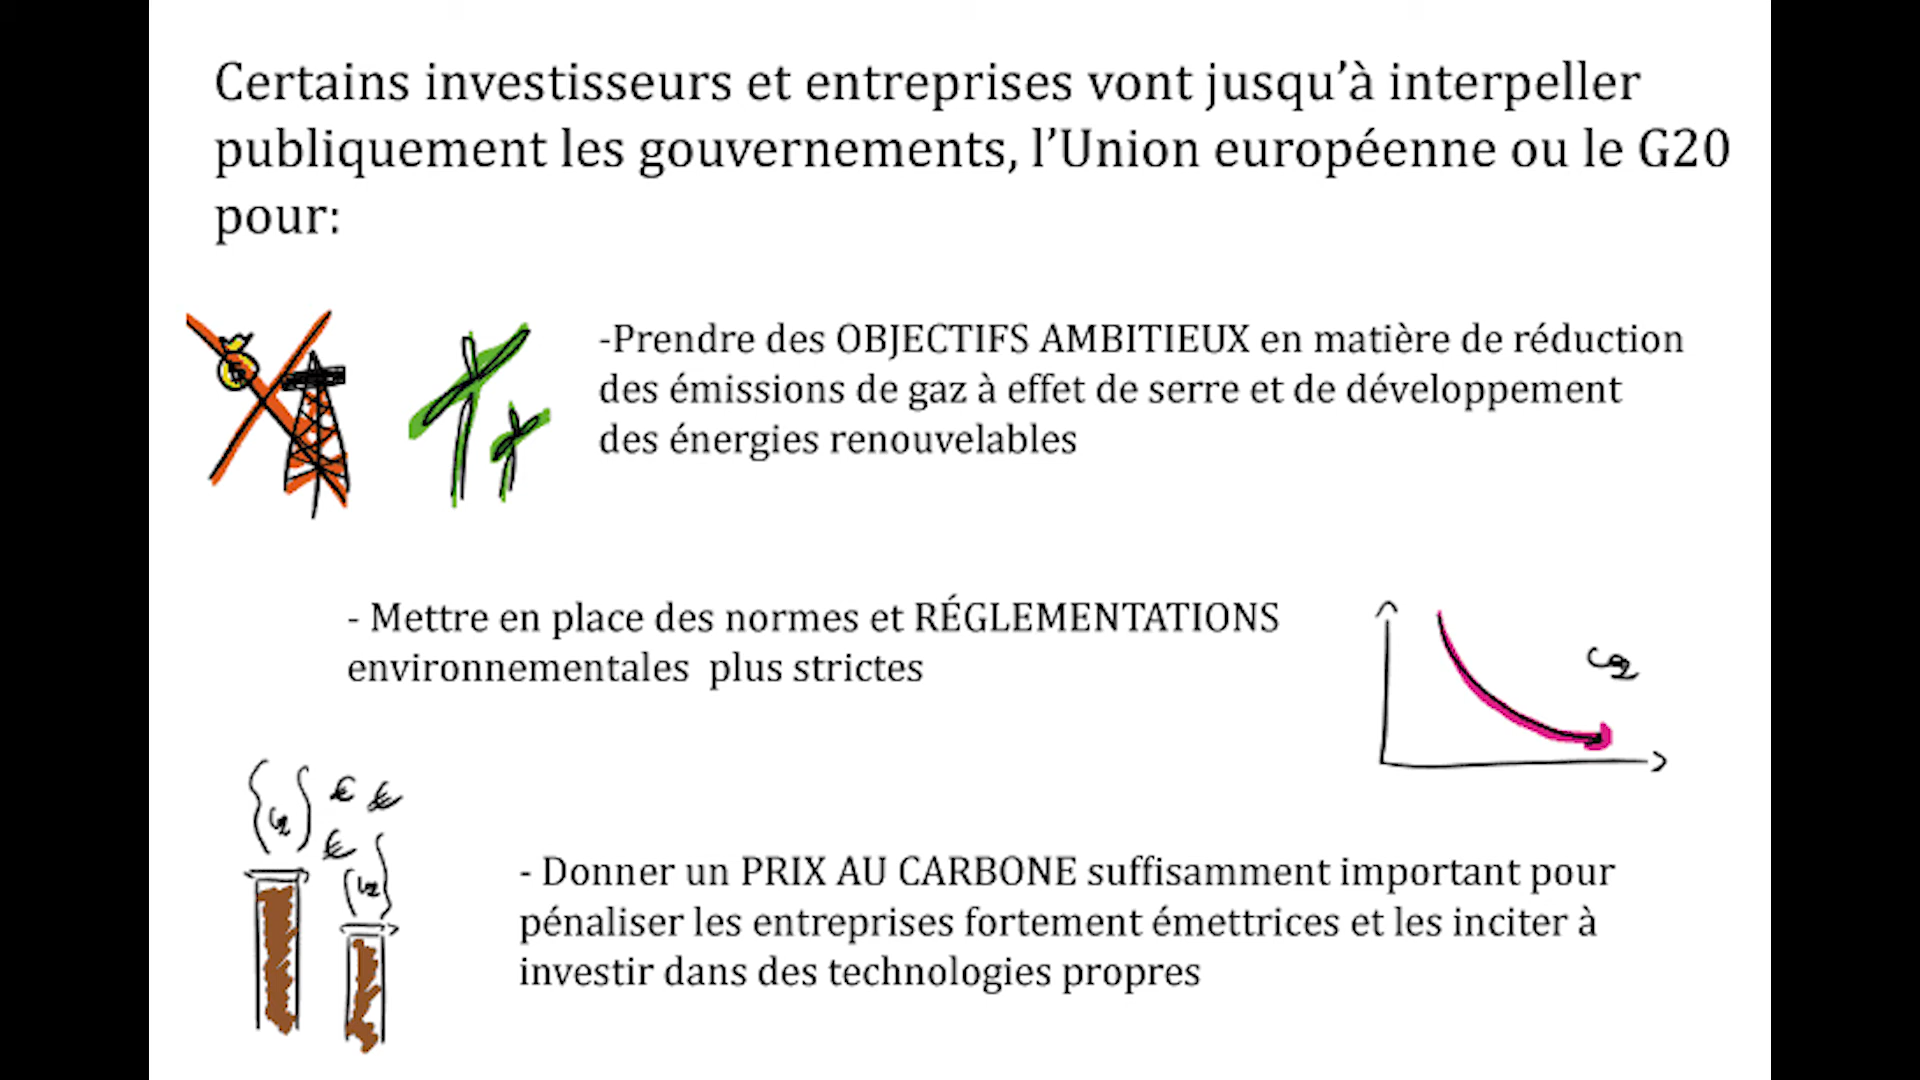 Certains investisseurs et entreprises vont jusqu’à interpeller
publiquement les gouvernements, l’Union européenne ou le G20
pour:
-Prendre des OBJECTIFS AMBITIEUX en matière de réduction
des émissions de gaz à effet de serre et de développement
des énergies renouvelables
- Mettre en place des normes et RÉGLEMENTATIONS
environnementales  plus strictes
CO2
€ €
CO2
€
CO2
- Donner un PRIX AU CARBONE suffisamment important pour
pénaliser les entreprises fortement émettrices et les inciter à
investir dans des technologies propres